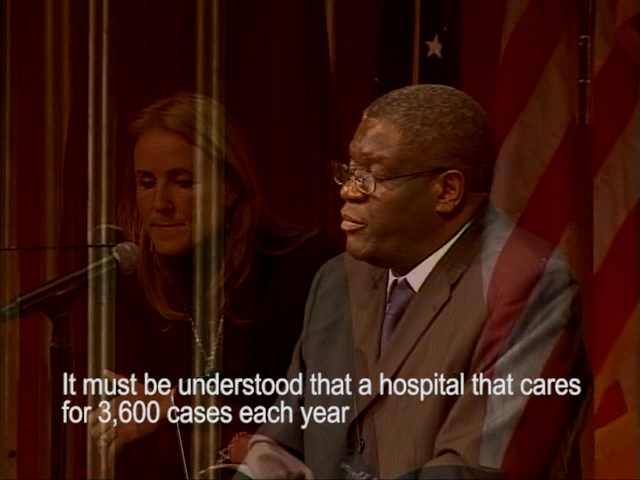 It must be understood that a hospital that cares
for 3,600 cases each year